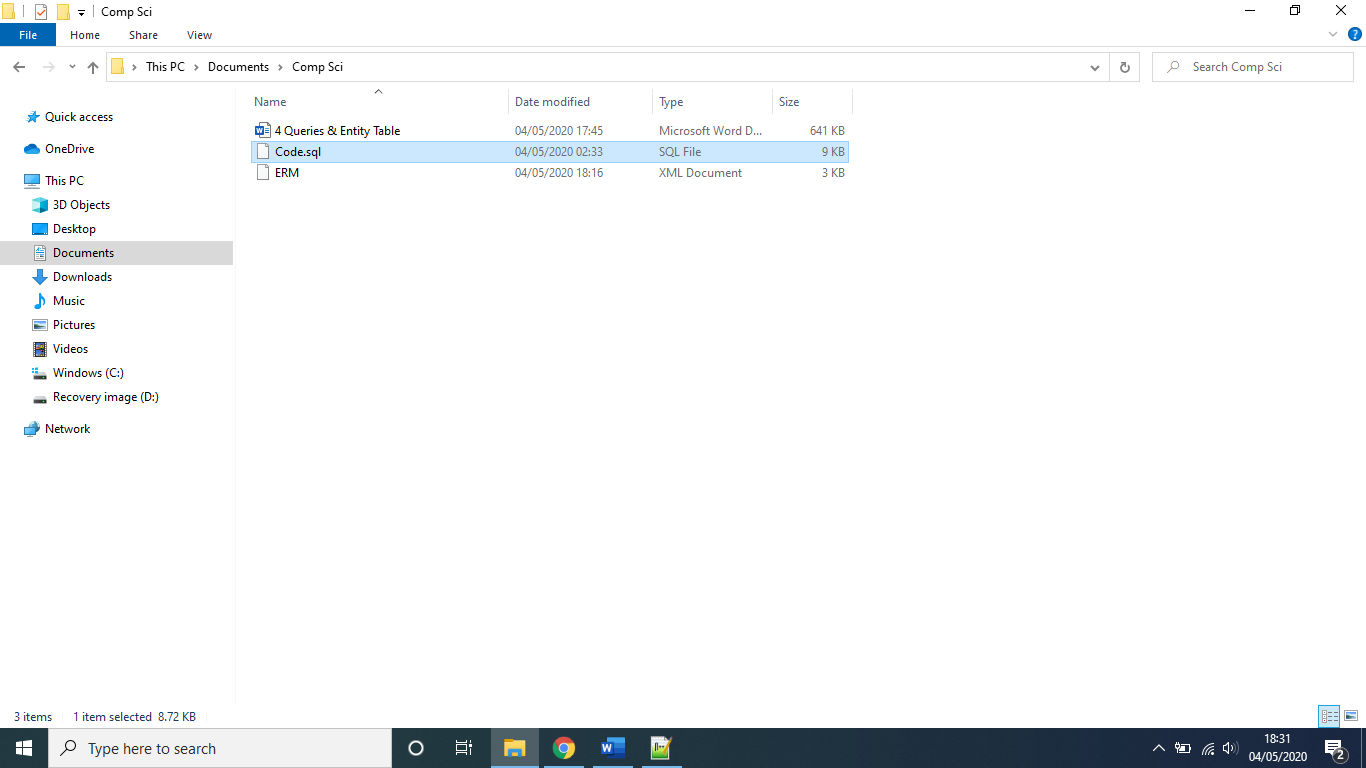 Comp Sci
File Home Share View
This PC Documents Comp Sci
Search Comp Sci
Name Date modified Type Size
4 Queries & Entity Table 04/05/2020 17:45 Microsoft Word D... 641 KB
Code.sql 04/05/2020 02:33 SQL File 9 KB
ERM 04/05/2020 18:16 XML Document 3 KB
Quick access
OneDrive
This PC
3D Objects
Desktop
Documents
Downloads
Music
Pictures
Videos
Windows (C:)
Recovery image (D:)
Network
3 items 1 item selected 8.72 KB
Type here to search
18:31
04/05/2020
2